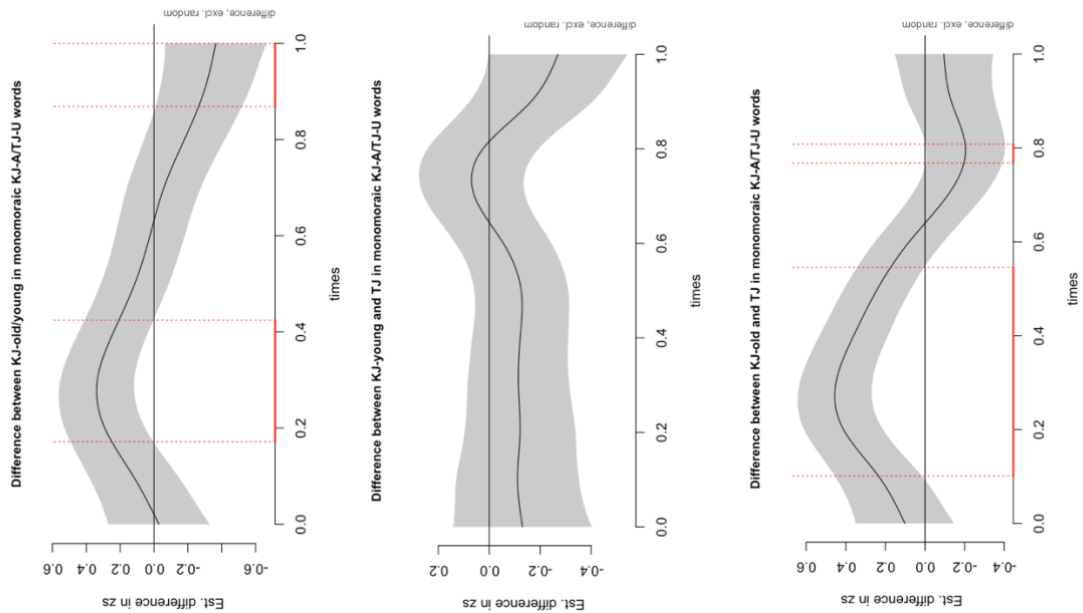 Difference between KJ-old/young in monomoraic KJ-A/TJ-U words
Est. difference in zs
0.6 0.4 0.2 0.0 -0.2 -0.6
0.0 0.2 0.4 0.6 0.8 1.0
times
difference, excl. random
Difference between KJ-young and TJ in monomoraic KJ-A/TJ-U words
Est. difference in zs
0.2 0.0 -0.2 -0.4
0.0 0.2 0.4 0.6 0.8 1.0
times
difference, excl. random
Difference between KJ-old and TJ in monomoraic KJ-A/TJ-U words
Est. difference in zs
0.6 0.4 0.2 0.0 -0.2 -0.4
0.0 0.2 0.4 0.6 0.8 1.0
times
difference, excl. random